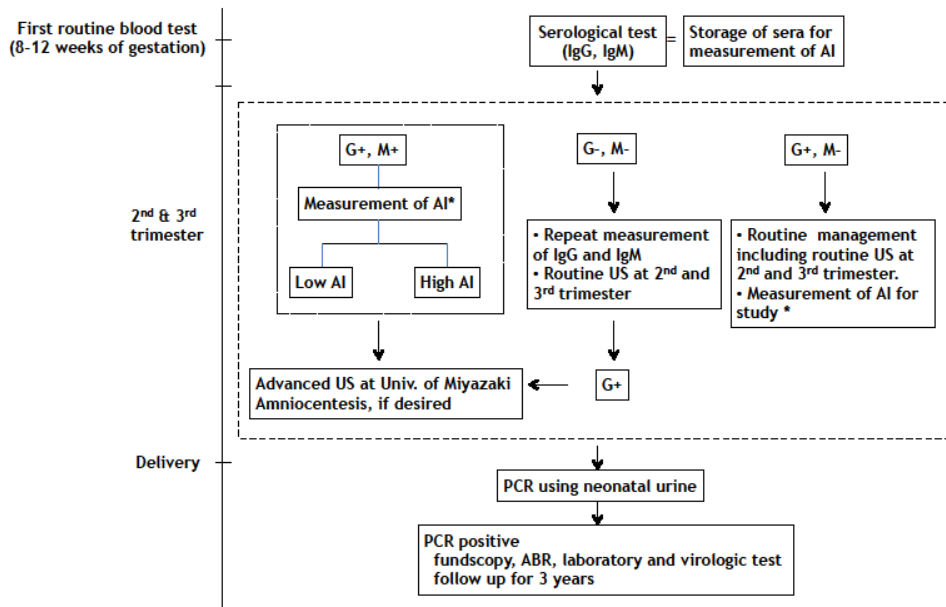 First routine blood test
(8-12 weeks of gestation)
Serological test
(IgG, IgM)
=
Storage of sera for
measurement of AI
2nd & 3rd
trimester
G+, M+
Measurement of AI*
Low AI
High AI
G-, M-
• Repeat measurement
of IgG and IgM
• Routine US at 2nd and
3rd trimester
G+, M-
• Routine management
including routine US at
2nd and 3rd trimester.
• Measurement of AI for
study *
Advanced US at Univ. of Miyazaki
Amniocentesis, if desired
G+
Delivery
PCR using neonatal urine
PCR positive
fundscopy, ABR, laboratory and virologic test
follow up for 3 years